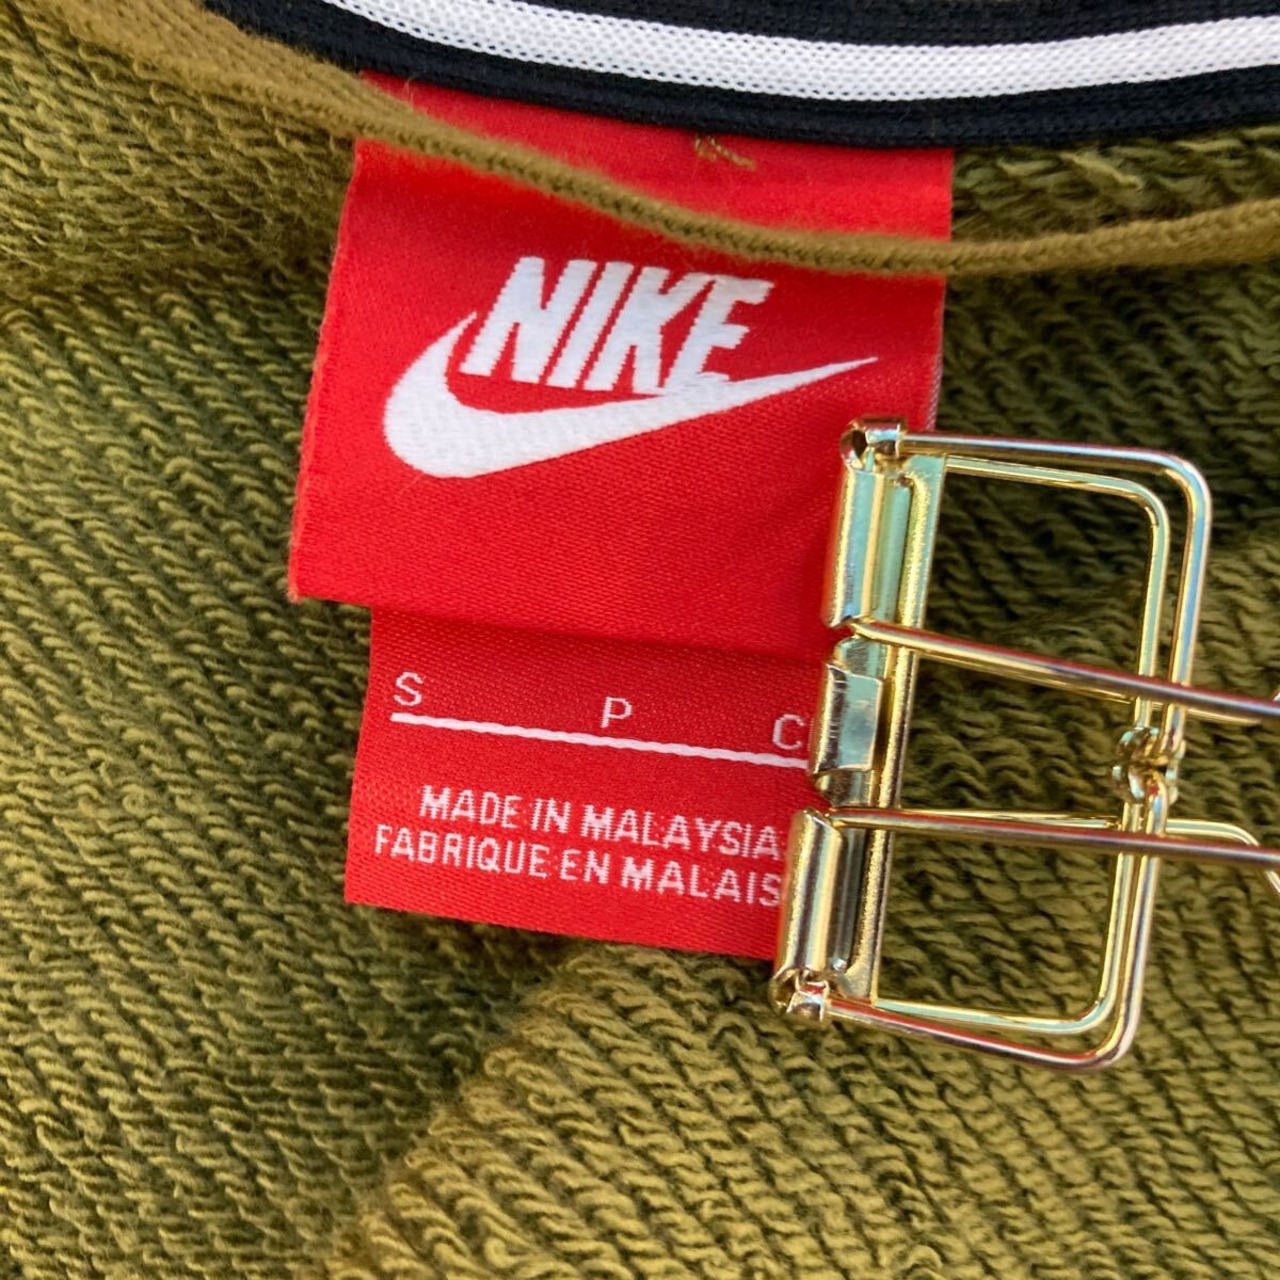 NIKE
S P C
MADE IN MALAYSIA
FABRIQUE EN MALAIS